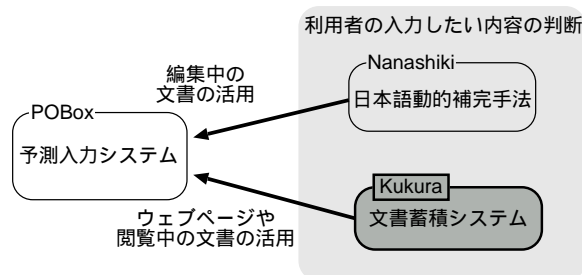 利用者の入力したい内容の判断
編集中の
文書の活用
Nanashiki
日本語動的補完手法
POBox
予測入力システム
Kukura
文書蓄積システム
ウェブページや
閲覧中の文書の活用